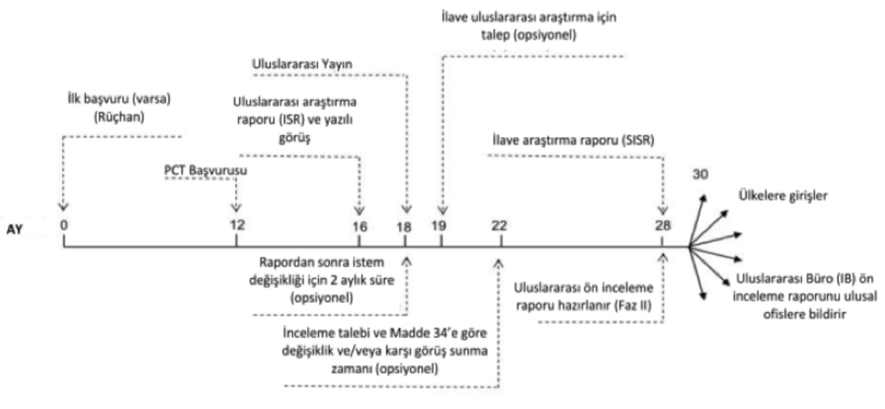 İlave uluslararası araştırma için
talep (opsiyonel)
Uluslararası Yayın
İlk başvuru (varsa)
(Rüçhan)
Uluslararası araştırma
raporu (ISR) ve yazılı
görüş
İlave araştırma raporu (SISR)
PCT Başvurusu
30
Ülkelere girişler
AY
0
12
16
18
19
22
28
Rapordan sonra istem
değişikliği için 2 aylık süre
(opsiyonel)
Uluslararası ön inceleme
raporu hazırlanır (Faz II)
Uluslararası Büro (IB) ön
inceleme raporunu ulusal
ofislere bildirir
İnceleme talebi ve Madde 34'e göre
değişiklik ve/veya karşı görüş sunma
zamanı (opsiyonel)